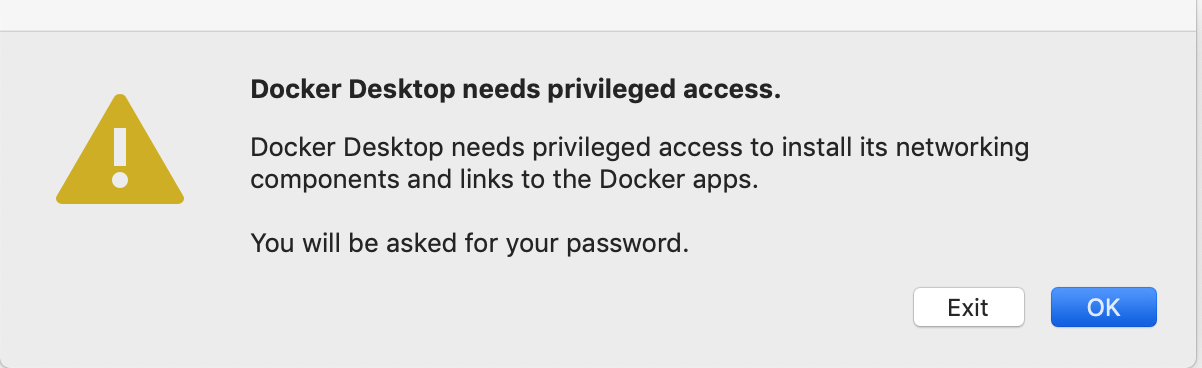 Docker Desktop needs privileged access.
Docker Desktop needs privileged access to install its networking
components and links to the Docker apps.
You will be asked for your password.
Exit
OK